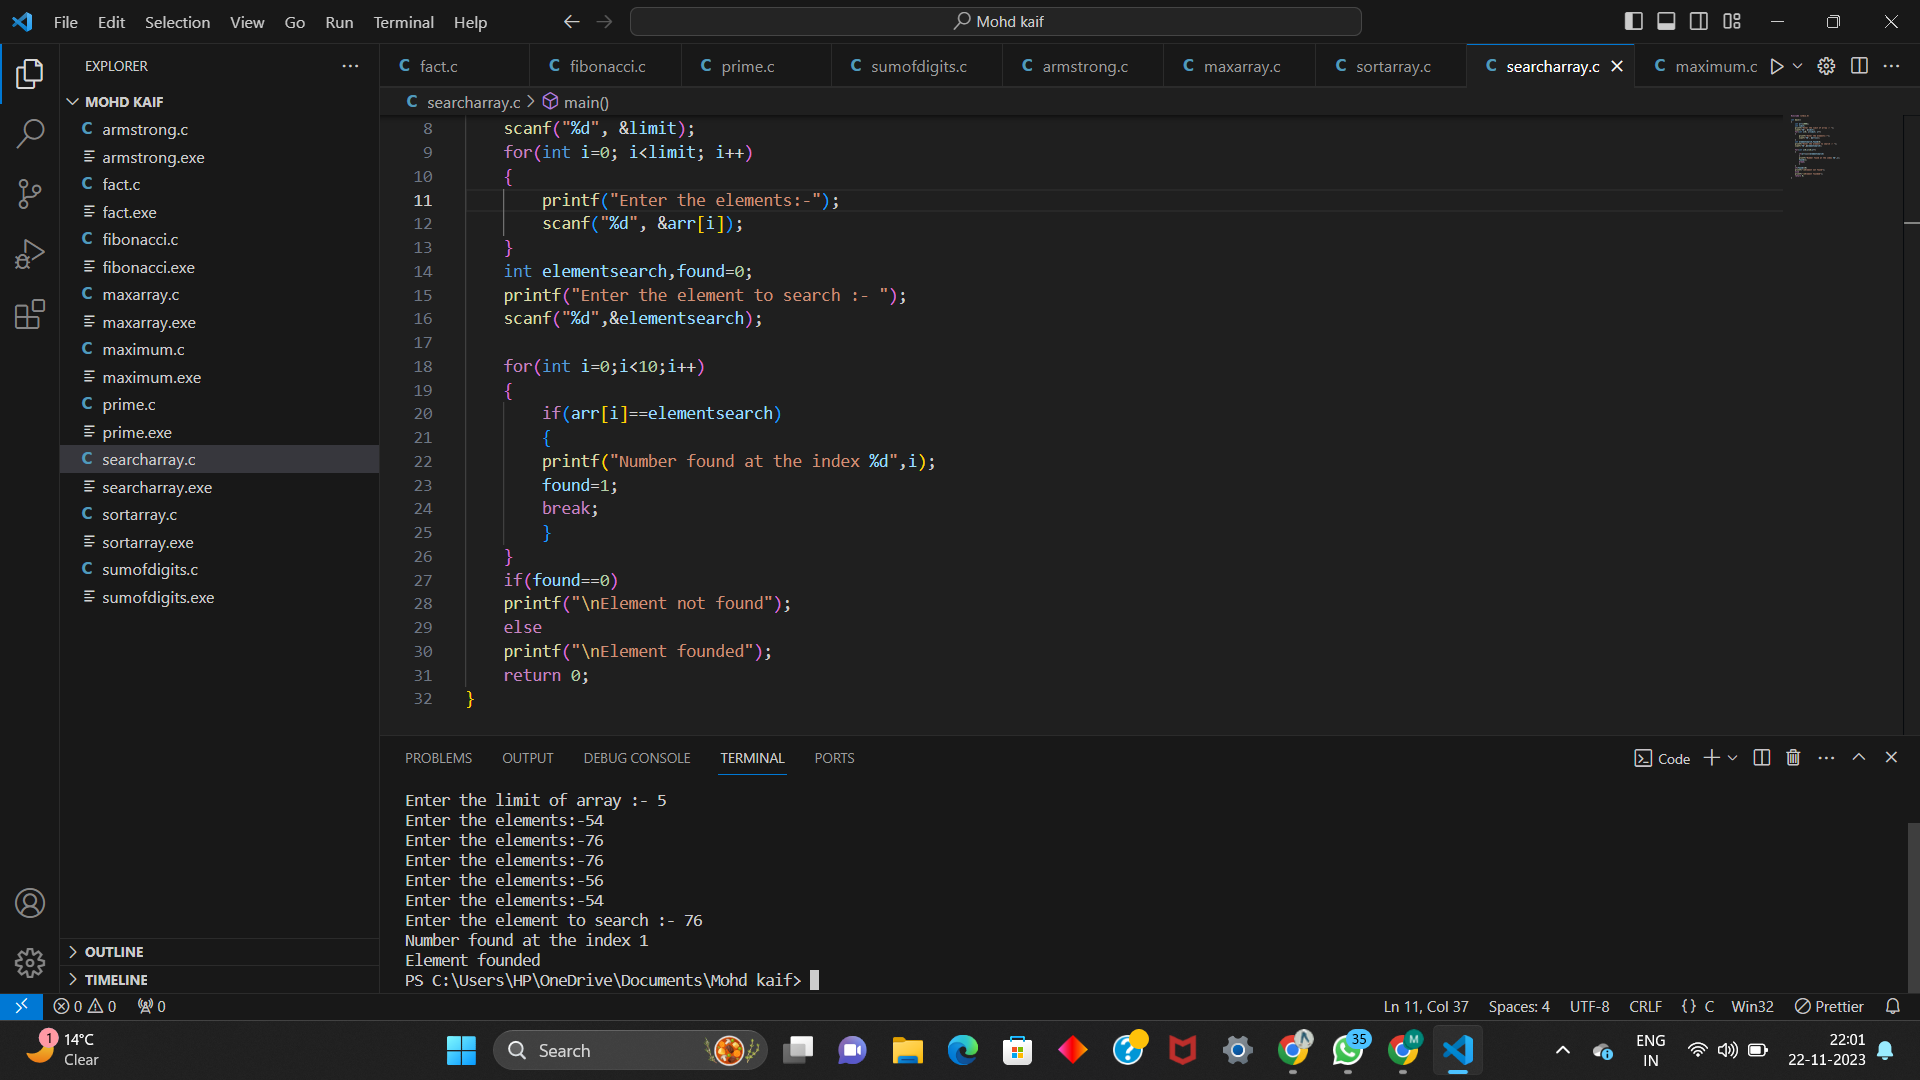 File Edit Selection View Go Run Terminal Help
Mohd kaif
EXPLORER
MOHD KAIF
C armstrong.c
armstrong.exe
C fact.c
fact.exe
C fibonacci.c
fibonacci.exe
C maxarray.c
maxarray.exe
C maximum.c
maximum.exe
C prime.c
prime.exe
C searcharray.c
searcharray.exe
C sortarray.c
sortarray.exe
C sumofdigits.c
sumofdigits.exe
OUTLINE
TIMELINE
C fact.c C fibonacci.c C prime.c C sumofdigits.c C armstrong.c C maxarray.c C sortarray.c C searcharray.c C maximum.c
C searcharray.c > main()
8 scanf("%d", &limit);
9 for(int i=0; i<limit; i++)
10 {
11 printf("Enter the elements:-");
12 scanf("%d", &arr[i]);
13 }
14 int elementsearch,found=0;
15 printf("Enter the element to search :- ");
16 scanf("%d",&elementsearch);
17
18 for(int i=0;i<10;i++)
19 {
20 if(arr[i]==elementsearch)
21 {
22 printf("Number found at the index %d",i);
23 found=1;
24 break;
25 }
26 }
27 if(found==0)
28 printf("\nElement not found");
29 else
30 printf("\nElement founded");
31 return 0;
32 }
PROBLEMS OUTPUT DEBUG CONSOLE TERMINAL PORTS
Code
Enter the limit of array :- 5
Enter the elements:-54
Enter the elements:-76
Enter the elements:-76
Enter the elements:-56
Enter the elements:-54
Enter the element to search :- 76
Number found at the index 1
Element founded
PS C:\Users\HP\OneDrive\Documents\Mohd kaif>
0 0 0
Ln 11, Col 37 Spaces: 4 UTF-8 CRLF {} C Win32 Prettier
1
14°C
Clear
Search
35
M
ENG
IN
22:01
22-11-2023